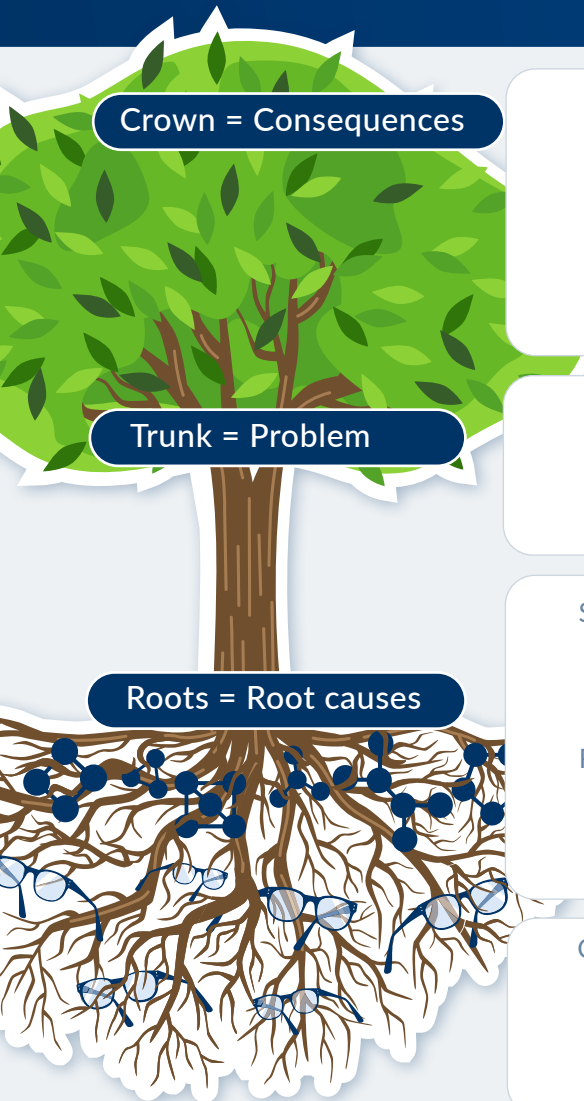 Crown = Consequences
Trunk = Problem
Roots = Root causes